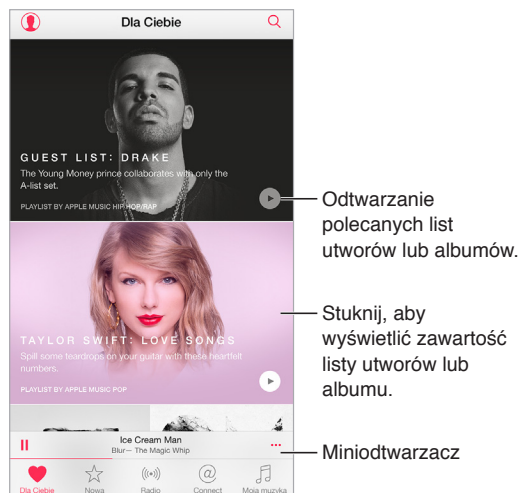 Dla Ciebie
GUEST LIST: DRAKE
The Young Money prince collaborates with only the
A-list set.
PLAYLIST BY APPLE MUSIC HIP HOP/RAP
Odtwarzanie
polecanych list
utworów lub albumów.
TAYLOR SWIFT: LOVE SONGS
Spill some teardrops on your guitar with these heartfelt
numbers.
PLAYLIST BY APPLE MUSIC POP
Stuknij, aby
wyświetlić zawartość
listy utworów lub
albumu.
Ice Cream Man
Blur— The Magic Whip
Miniodtwarzacz
Dla Ciebie Nowa Radio Connect Moja muzyka